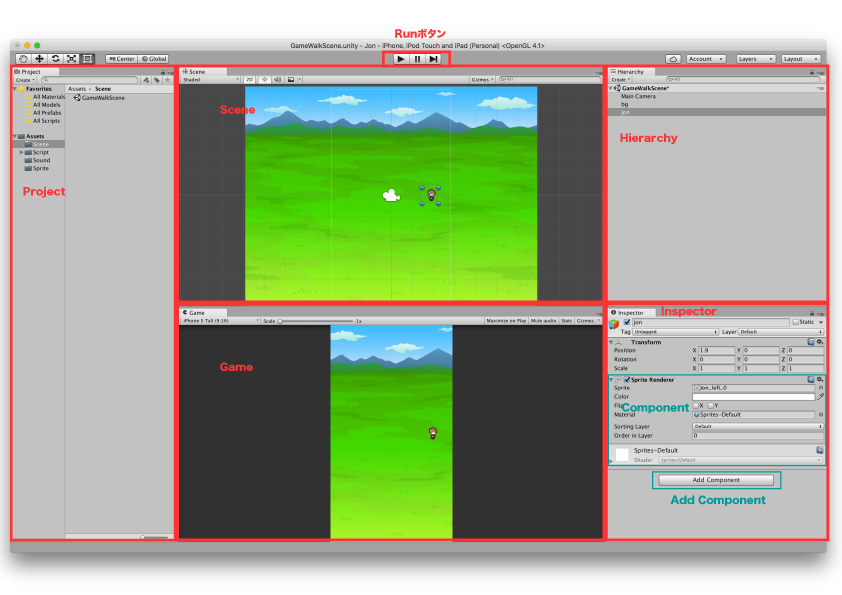 Runボタン
GameWalkScene.unity - Jon - iPhone, iPod Touch and iPad (Personal) <OpenGL 4.1>
Center Global
Account Layers Layout
Project
Create
Favorites
All Materials
All Models
All Prefabs
All Scripts
Assets
Scene
Script
Sound
Sprite
Assets Scene
GameWalkScene
Project
Scene
Shaded 2D Gizmos All
Scene
Hierarchy
Create All
GameWalkScene*
Main Camera
bg
jon
Hierarchy
Game
iPhone 5 Tall (9:16) Scale 1x Maximize on Play Mute audio Stats Gizmos
Game
Inspector
Inspector
jon Static
Tag Untagged Layer Default
Transform
Position X 1.9 Y 0 Z 0
Rotation X 0 Y 0 Z 0
Scale X 1 Y 1 Z 1
Sprite Renderer
Sprite Jon_left_0
Color
Flip X Y
Component
Material Sprites-Default
Sorting Layer Default
Order in Layer 0
Sprites-Default
Shader Sprites/Default
Add Component
Add Component